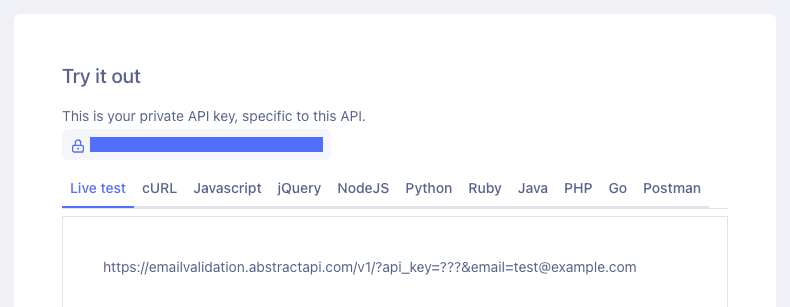 Try it out
This is your private API key, specific to this API.
Live test cURL Javascript jQuery NodeJS Python Ruby Java PHP Go Postman
https://emailvalidation.abstractapi.com/v1/?api_key=???&email=test@example.com